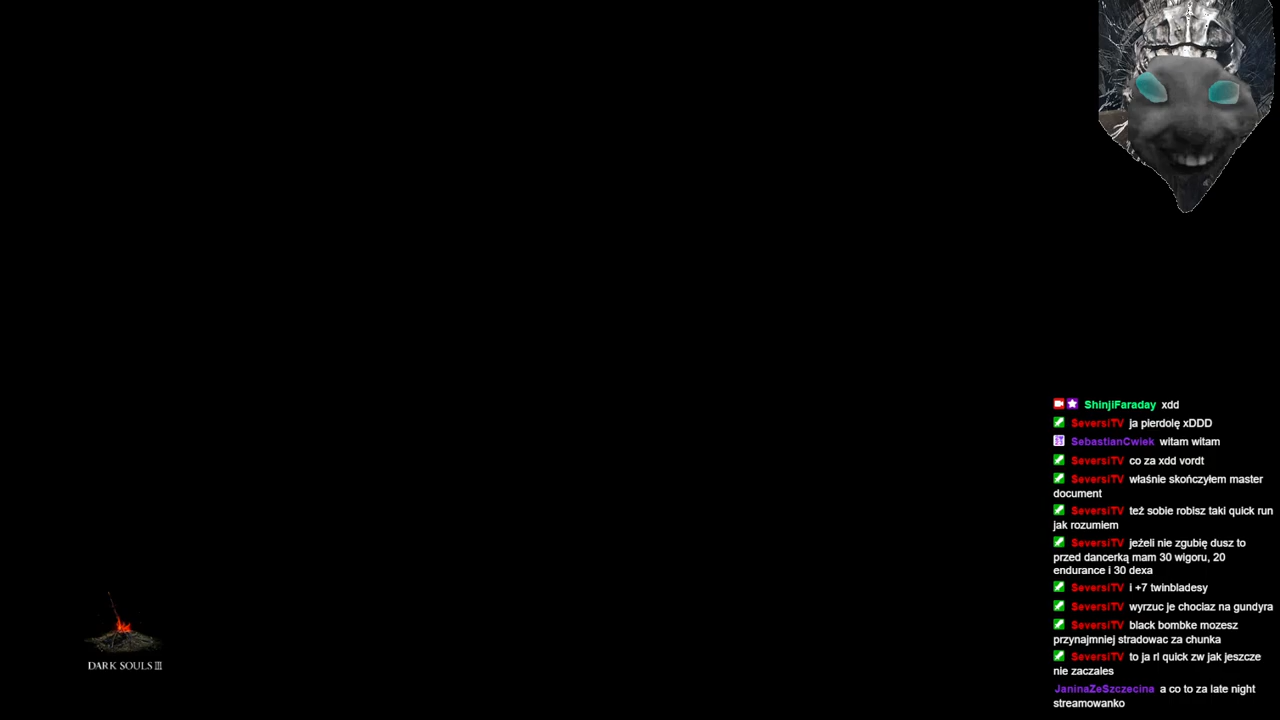 ShinjiFaraday xdd
SeversiTV ja pierdolę xDDD
SebastianCwiek witam witam
SeversiTV co za xdd vordt
SeversiTV właśnie skończyłem master
document
SeversiTV też sobie robisz taki quick run
jak rozumiem
SeversiTV jeżeli nie zgubię dusz to
przed dancerką mam 30 wigoru, 20
endurance i 30 dexa
SeversiTV i +7 twinbladesy
SeversiTV wyrzuc je chociaz na gundyra
SeversiTV black bombke mozesz
przynajmniej stradowac za chunka
SeversiTV to ja rl quick zw jak jeszcze
nie zaczales
JaninaZeSzczecina a co to za late night
streamowanko
DARK SOULS III